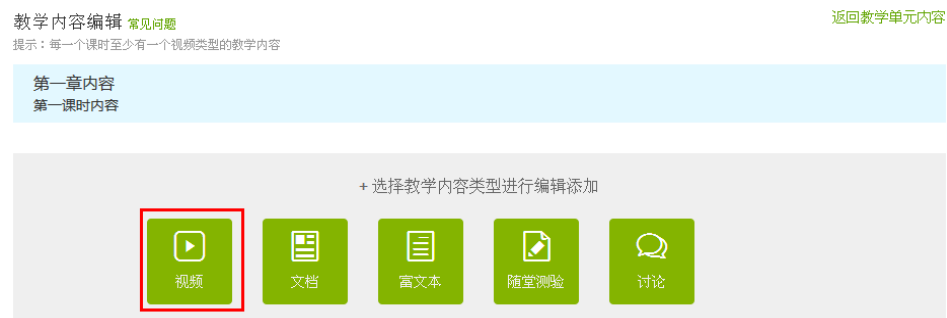 教学内容编辑 常见问题
返回教学单元内容
提示：每一个课时至少有一个视频类型的教学内容
第一章内容
第一课时内容
+ 选择教学内容类型进行编辑添加
视频 文档 富文本 随堂测验 讨论